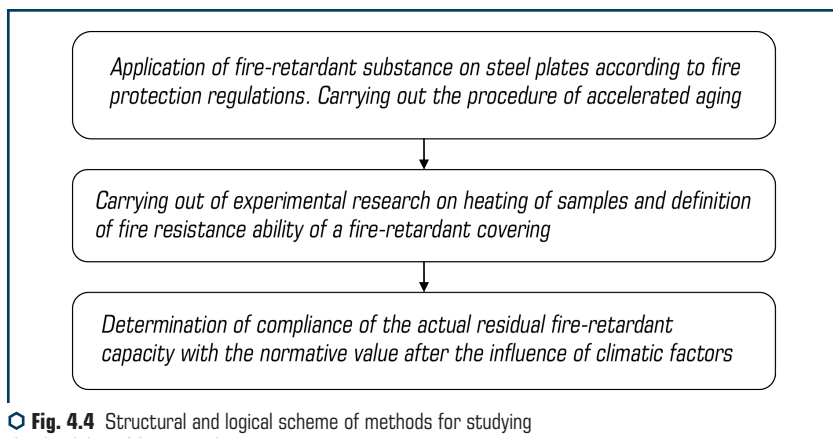 Application of fire-retardant substance on steel plates according to fire
protection regulations. Carrying out the procedure of accelerated aging
Carrying out of experimental research on heating of samples and definition
of fire resistance ability of a fire-retardant covering
Determination of compliance of the actual residual fire-retardant
capacity with the normative value after the influence of climatic factors
Fig. 4.4 Structural and logical scheme of methods for studying